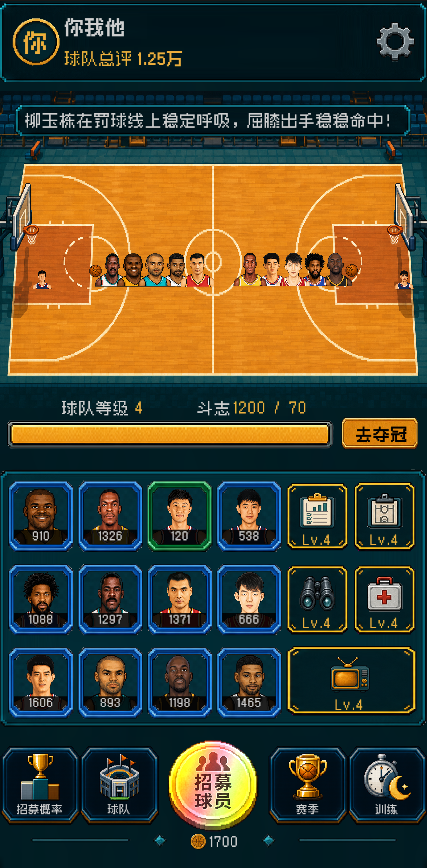 你
你我他
球队总评 1.25万
柳玉栋在罚球线上稳定呼吸，屈膝出手稳稳命中！
球队等级 4
斗志1200 / 70
去夺冠
910
1326
120
538
Lv.4
Lv.4
1088
1297
1371
666
Lv.4
Lv.4
1606
893
1198
1465
Lv.4
招募概率
球队
招募
球员
赛季
训练
1700